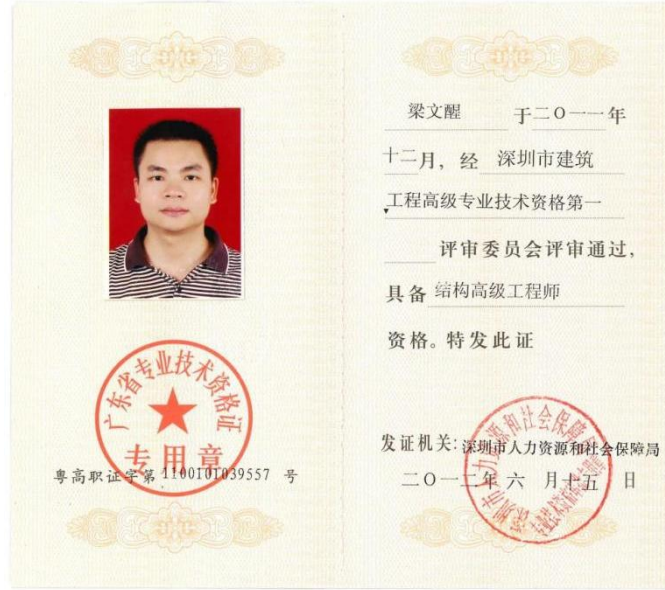 广东省专业技术资格证
专用章
粤高职证字第 1100101039557 号
梁文醒 于二〇一一年
十二月，经 深圳市建筑
工程高级专业技术资格第一
评审委员会评审通过，
具备 结构高级工程师
资格。特发此证
发证机关：深圳市人力资源和社会保障局
二〇一二年 六 月十五 日